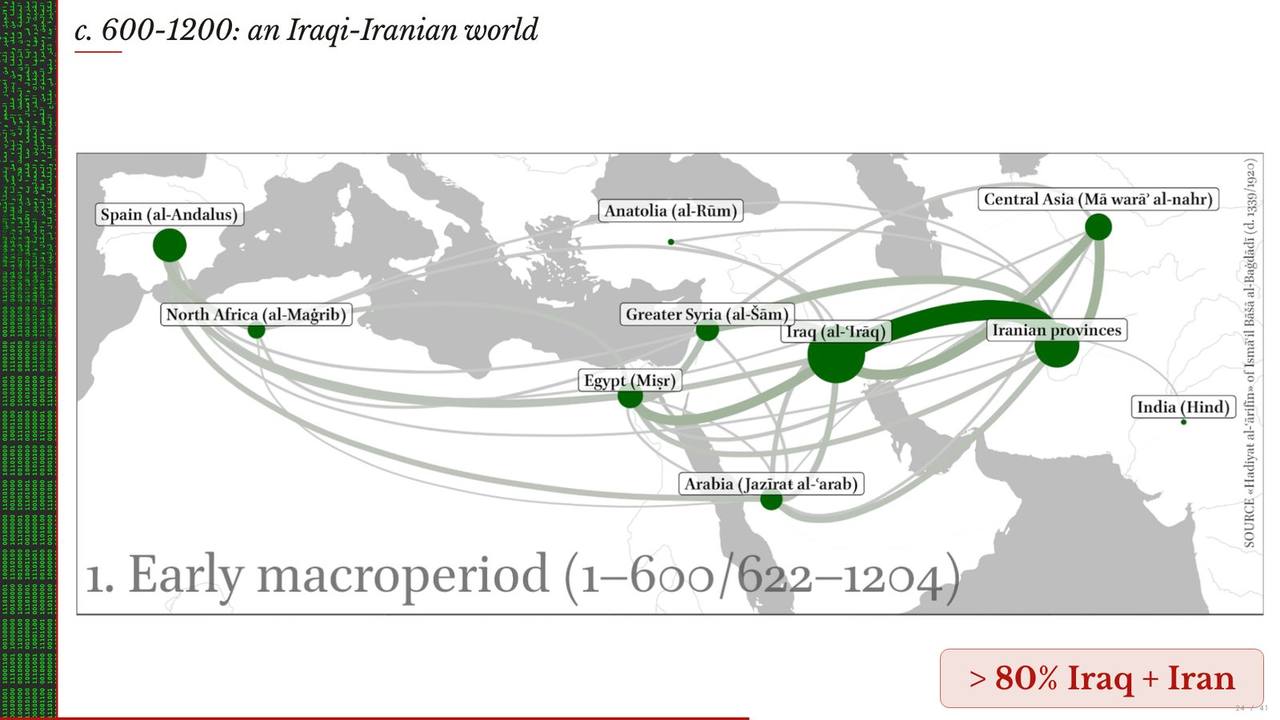 c. 600-1200: an Iraqi-Iranian world
Spain (al-Andalus)
Anatolia (al-Rūm)
Central Asia (Mā warāʾ al-nahr)
North Africa (al-Maġrib)
Greater Syria (al-Šām)
Iraq (al-ʿIrāq)
Iranian provinces
Egypt (Miṣr)
India (Hind)
Arabia (Jazīrat al-ʿarab)
SOURCE «Hadiyat al-ʿārifīn» of Ismāʿīl Bāšā al-Baġdādī (d. 1339/1920)
1. Early macroperiod (1–600/622–1204)
> 80% Iraq + Iran
24 / 41